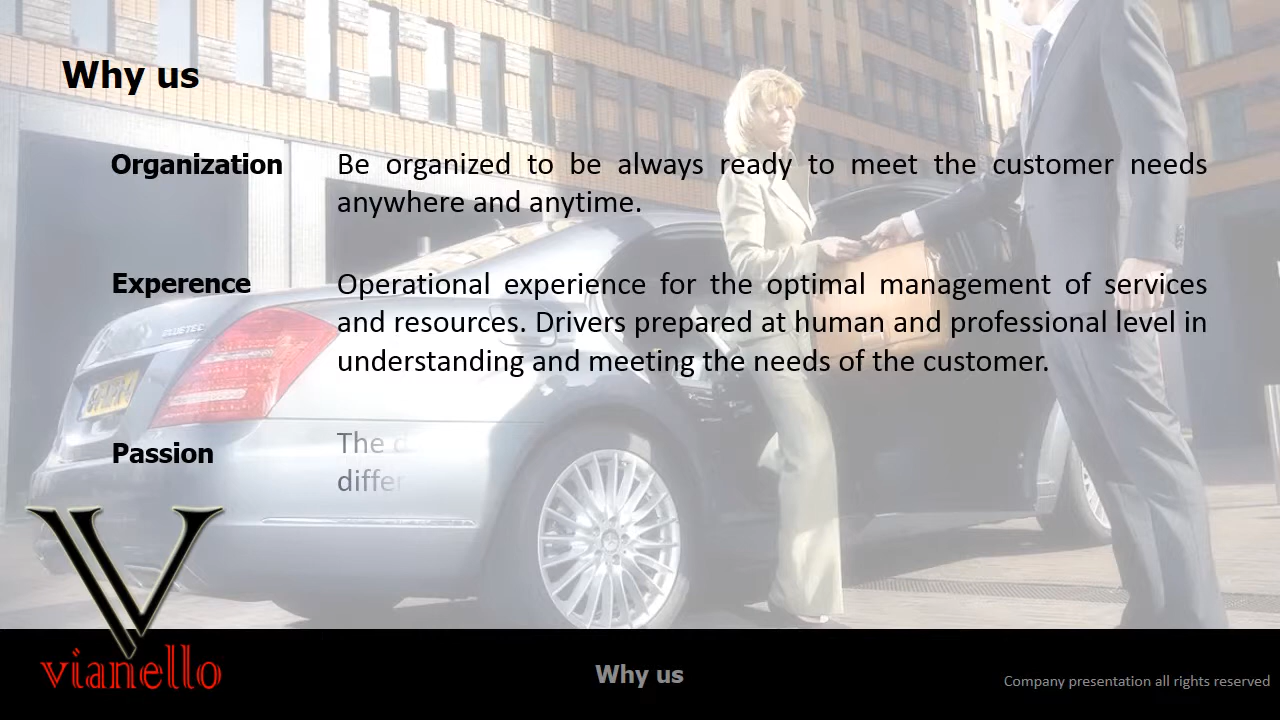 Why us
Organization
Be organized to be always ready to meet the customer needs
anywhere and anytime.
Experence
Operational experience for the optimal management of services
and resources. Drivers prepared at human and professional level in
understanding and meeting the needs of the customer.
Passion
The
differ
V
vianello
Why us
Company presentation all rights reserved